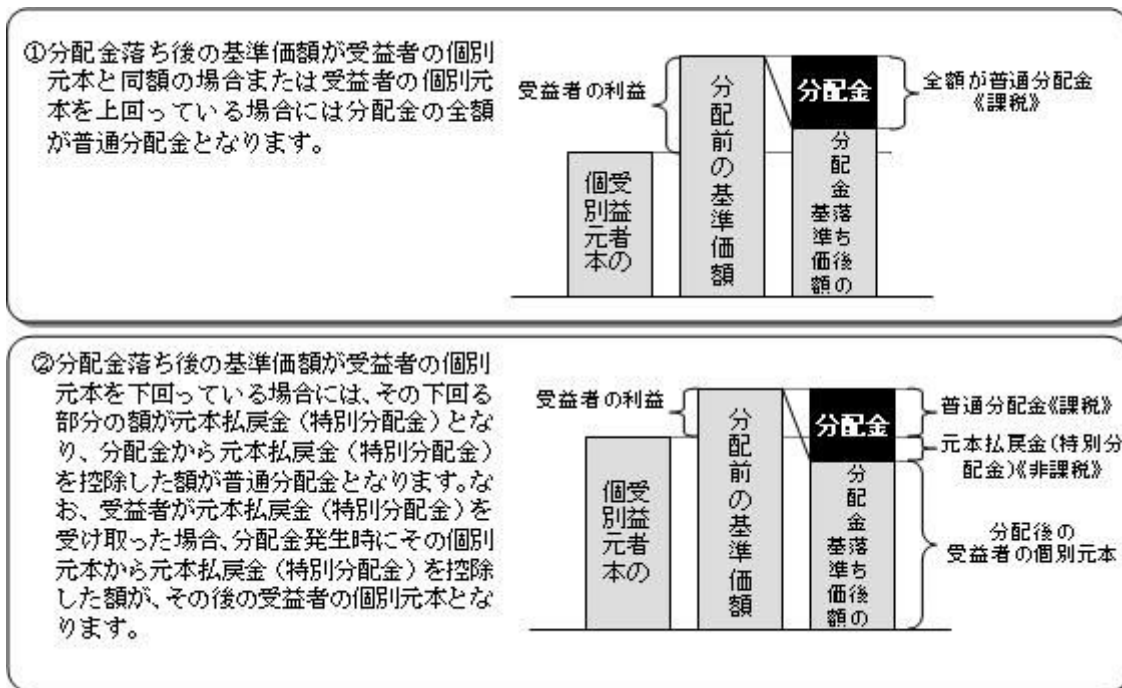 ①分配金落ち後の基準価額が受益者の個別
元本と同額の場合または受益者の個別元
本を上回っている場合には分配金の全額
が普通分配金となります。
受益者の利益
受益者の
個別元本
分配前の基準価額
分配金
分配金落ち後の
基準価額
全額が普通分配金
《課税》
②分配金落ち後の基準価額が受益者の個別
元本を下回っている場合には、その下回る
部分の額が元本払戻金（特別分配金）とな
り、分配金から元本払戻金（特別分配金）
を控除した額が普通分配金となります。な
お、受益者が元本払戻金（特別分配金）を
受け取った場合、分配金発生時にその個別
元本から元本払戻金（特別分配金）を控除
した額が、その後の受益者の個別元本とな
ります。
受益者の利益
受益者の
個別元本
分配前の基準価額
分配金
分配金落ち後の
基準価額
普通分配金《課税》
元本払戻金(特別分
配金)《非課税》
分配後の
受益者の個別元本